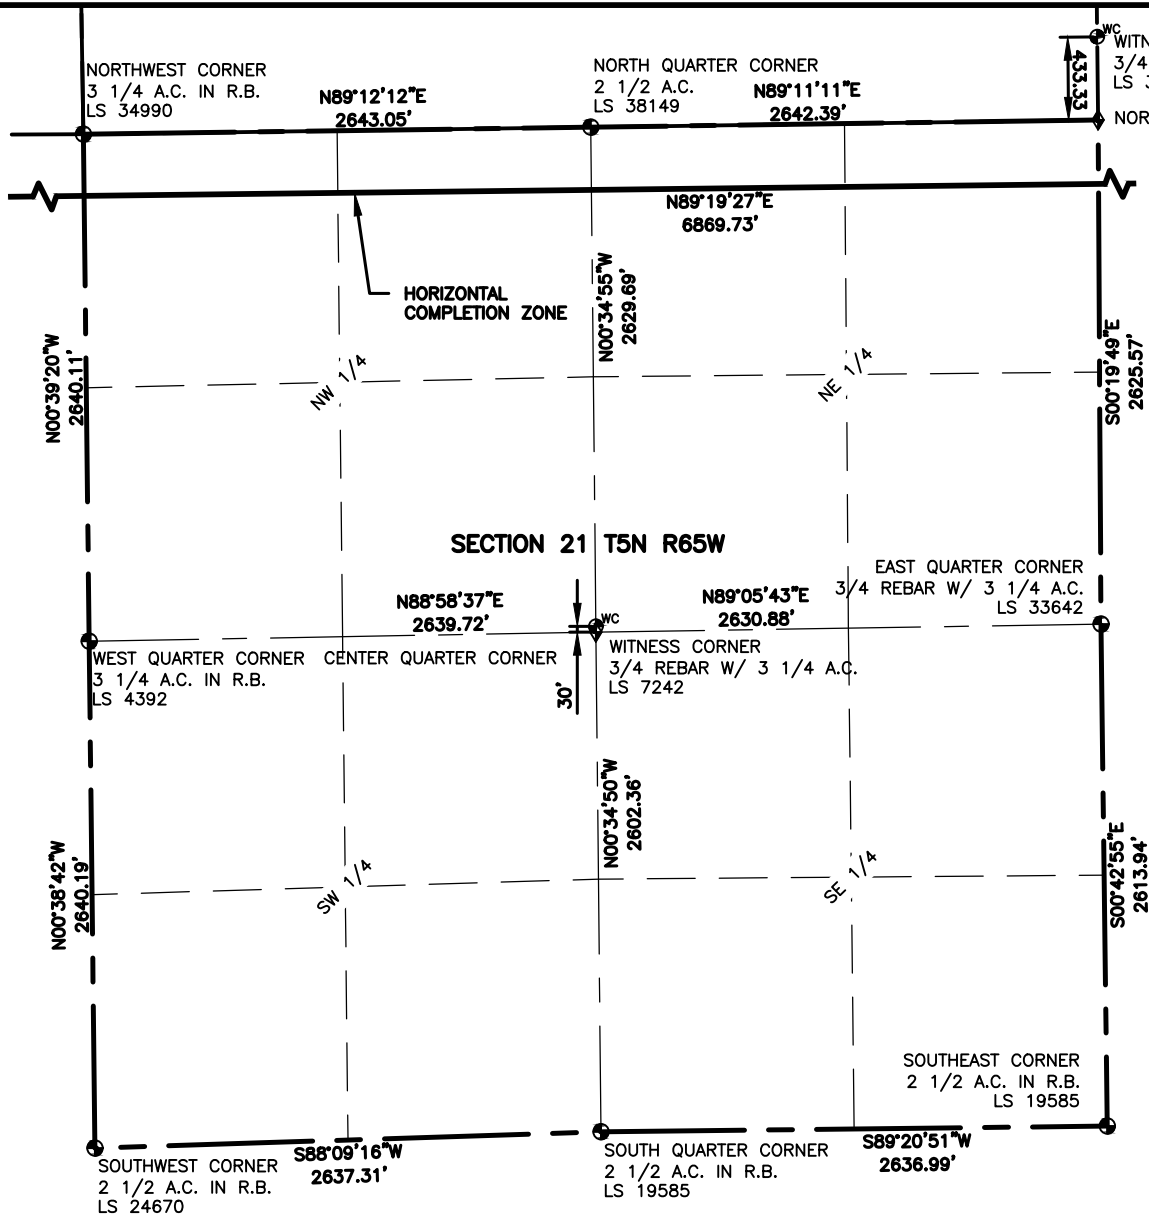 NORTHWEST CORNER
3 1/4 A.C. IN R.B.
LS 34990
N89°12'12"E
2643.05'
NORTH QUARTER CORNER
2 1/2 A.C.
LS 38149
N89°11'11"E
2642.39'
WC
3/4
433.33
N89°19'27"E
6869.73'
HORIZONTAL
COMPLETION ZONE
N00°34'55"W
2629.69'
N00°39'20"W
2640.11'
NW 1/4
NE 1/4
S00°19'49"E
2625.57'
SECTION 21 T5N R65W
EAST QUARTER CORNER
3/4 REBAR W/ 3 1/4 A.C.
LS 33642
N88°58'37"E
2639.72'
N89°05'43"E
2630.88'
WC
WEST QUARTER CORNER
3 1/4 A.C. IN R.B.
LS 4392
CENTER QUARTER CORNER
WITNESS CORNER
3/4 REBAR W/ 3 1/4 A.C.
LS 7242
30'
N00°34'50"W
2602.36'
N00°38'42"W
2640.19'
SW 1/4
SE 1/4
S00°42'55"E
2613.94'
SOUTHEAST CORNER
2 1/2 A.C. IN R.B.
LS 19585
SOUTHWEST CORNER
2 1/2 A.C. IN R.B.
LS 24670
S88°09'16"W
2637.31'
SOUTH QUARTER CORNER
2 1/2 A.C. IN R.B.
LS 19585
S89°20'51"W
2636.99'